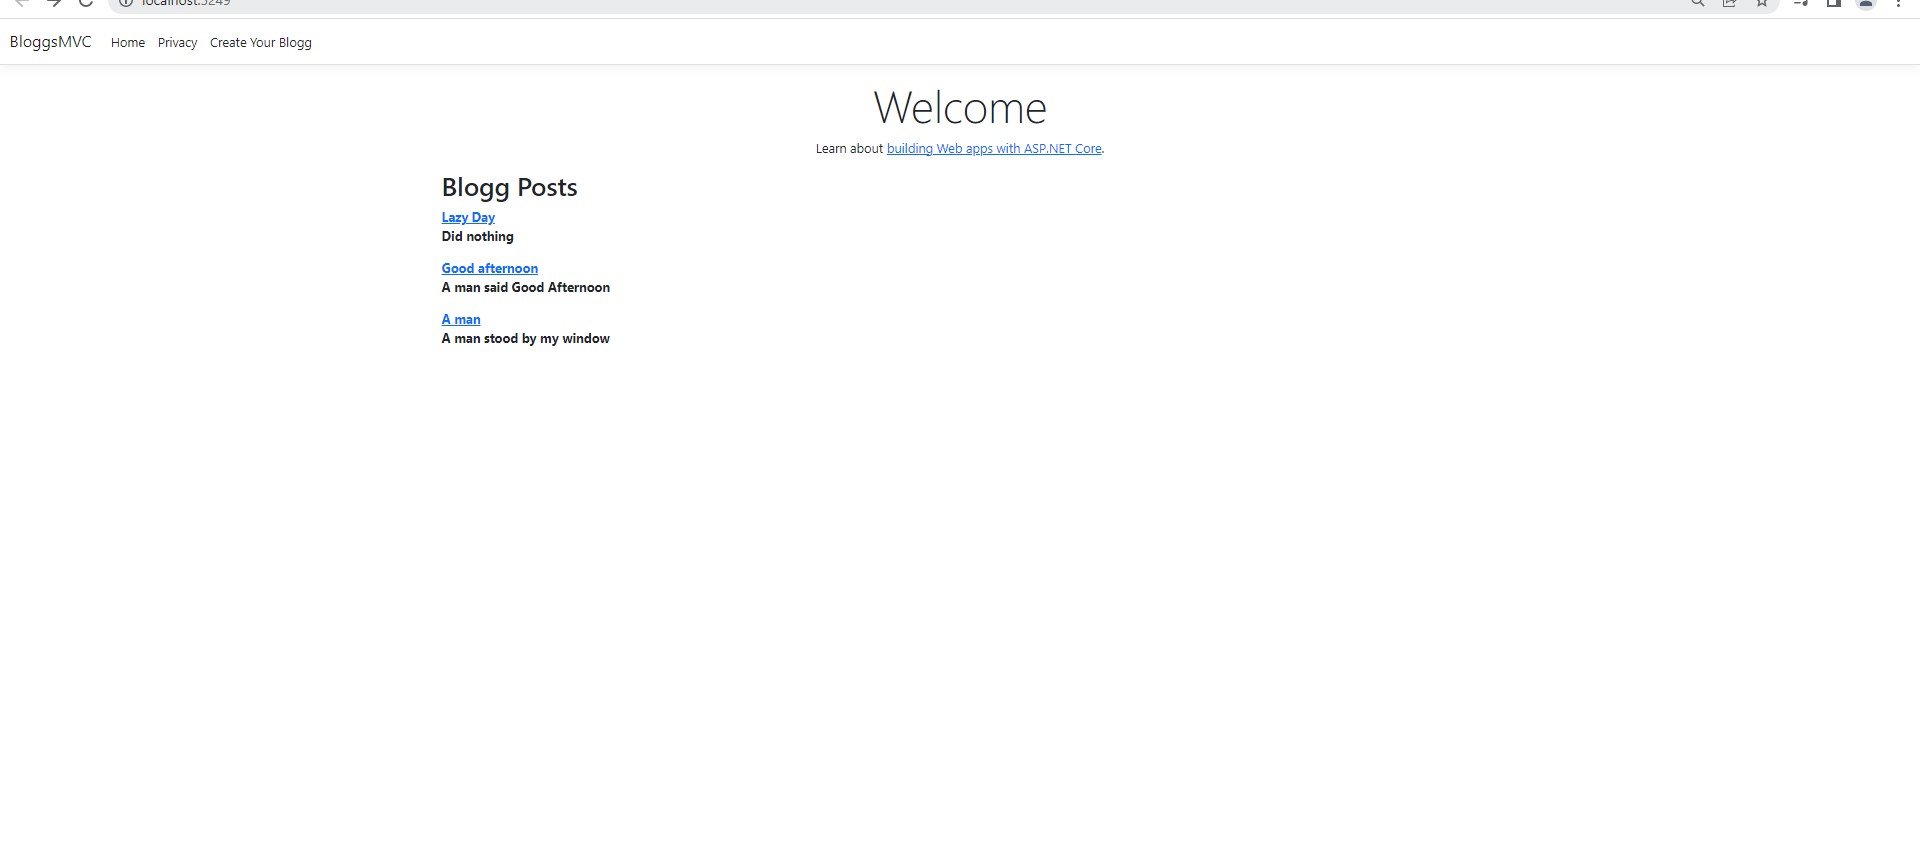 localhost:5249
BloggsMVC Home Privacy Create Your Blogg
Welcome
Learn about building Web apps with ASP.NET Core.
Blogg Posts
Lazy Day
Did nothing
Good afternoon
A man said Good Afternoon
A man
A man stood by my window